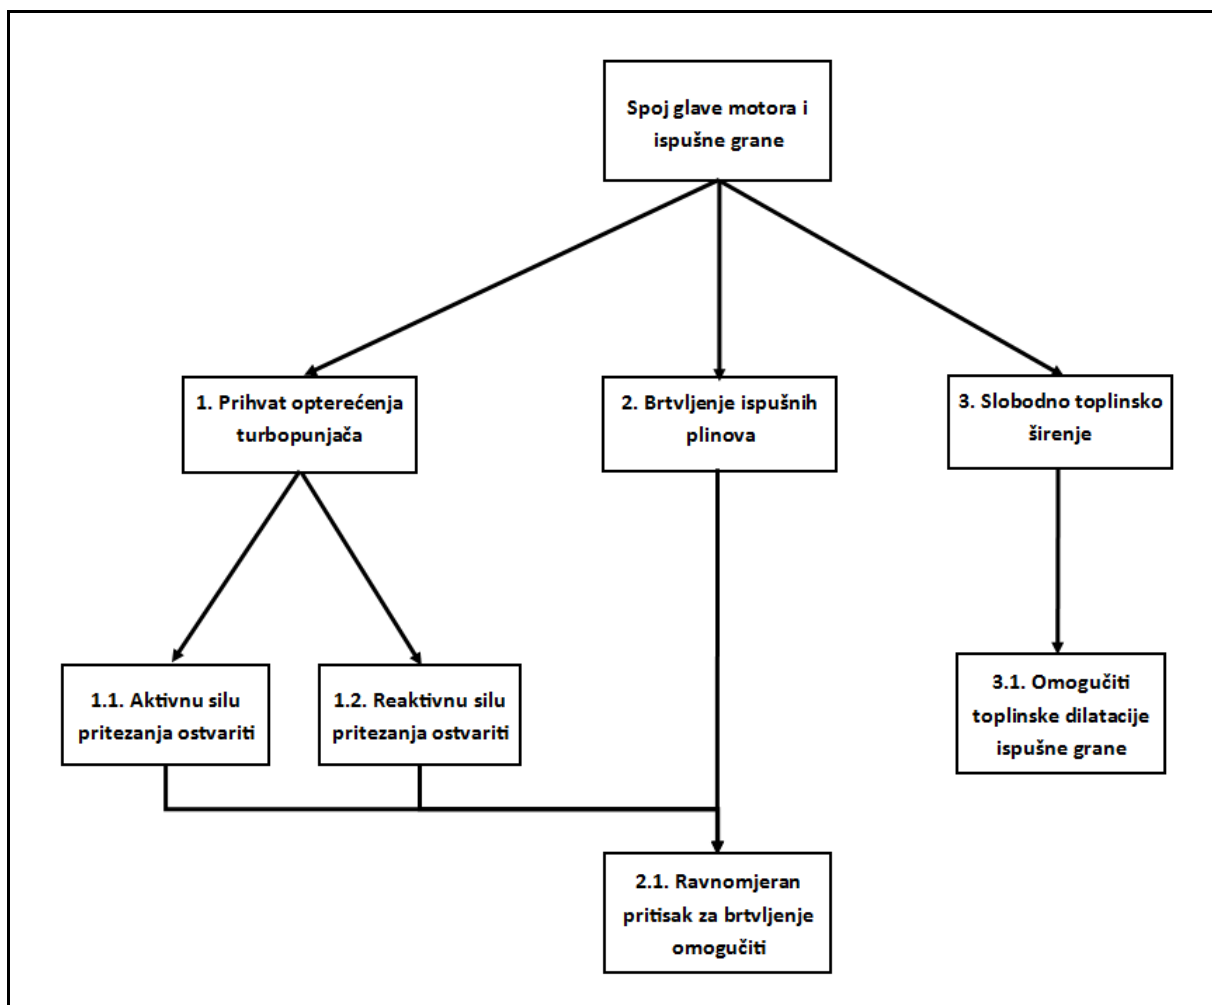 Spoj glave motora i
ispušne grane
1. Prihvat opterećenja
turbopunjača
2. Brtvljenje ispušnih
plinova
3. Slobodno toplinsko
širenje
1.1. Aktivnu silu
pritezanja ostvariti
1.2. Reaktivnu silu
pritezanja ostvariti
3.1. Omogučiti
toplinske dilatacije
ispušne grane
2.1. Ravnomjeran
pritisak za brtvljenje
omogučiti